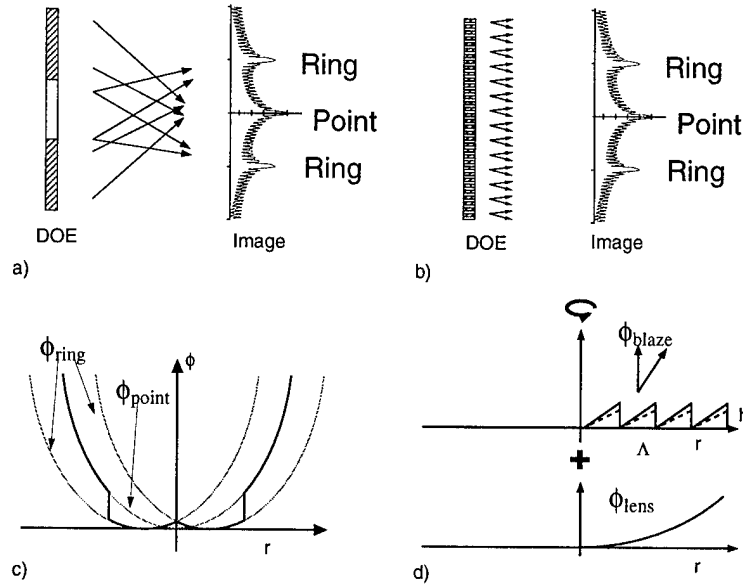 Ring
Point
Ring
DOE
Image
a)
Ring
Point
Ring
DOE
Image
b)
ϕring
ϕpoint
ϕ
r
c)
ϕblaze
h
Λ
r
+
ϕlens
r
d)